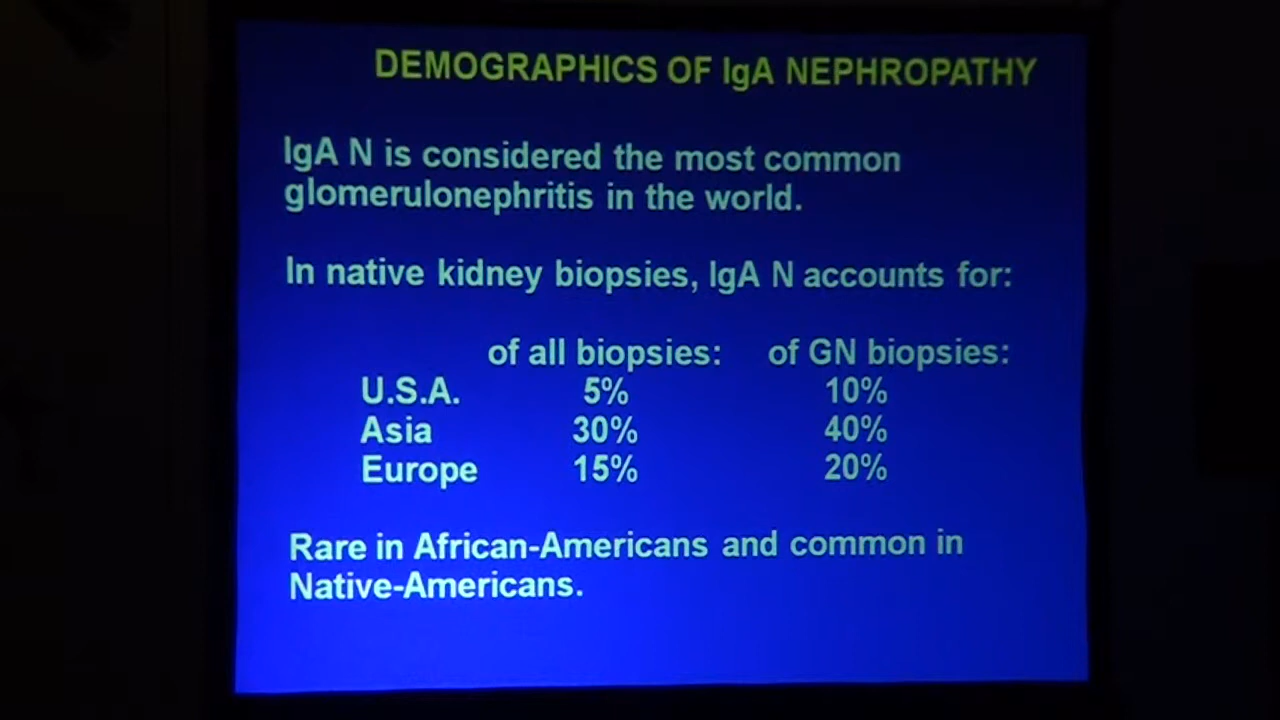 DEMOGRAPHICS OF IgA NEPHROPATHY
IgA N is considered the most common
glomerulonephritis in the world.
In native kidney biopsies, IgA N accounts for:
of all biopsies: of GN biopsies:
U.S.A. 5% 10%
Asia 30% 40%
Europe 15% 20%
Rare in African-Americans and common in
Native-Americans.